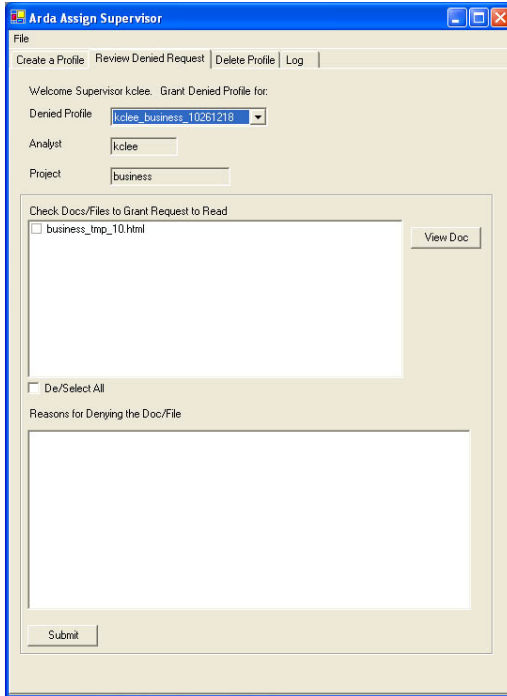 Arda Assign Supervisor
File
Create a Profile Review Denied Request Delete Profile Log
Welcome Supervisor kclee. Grant Denied Profile for:
Denied Profile kclee_business_10261218
Analyst kclee
Project business
Check Docs/Files to Grant Request to Read
business_tmp_10.html
View Doc
De/Select All
Reasons for Denying the Doc/File
Submit